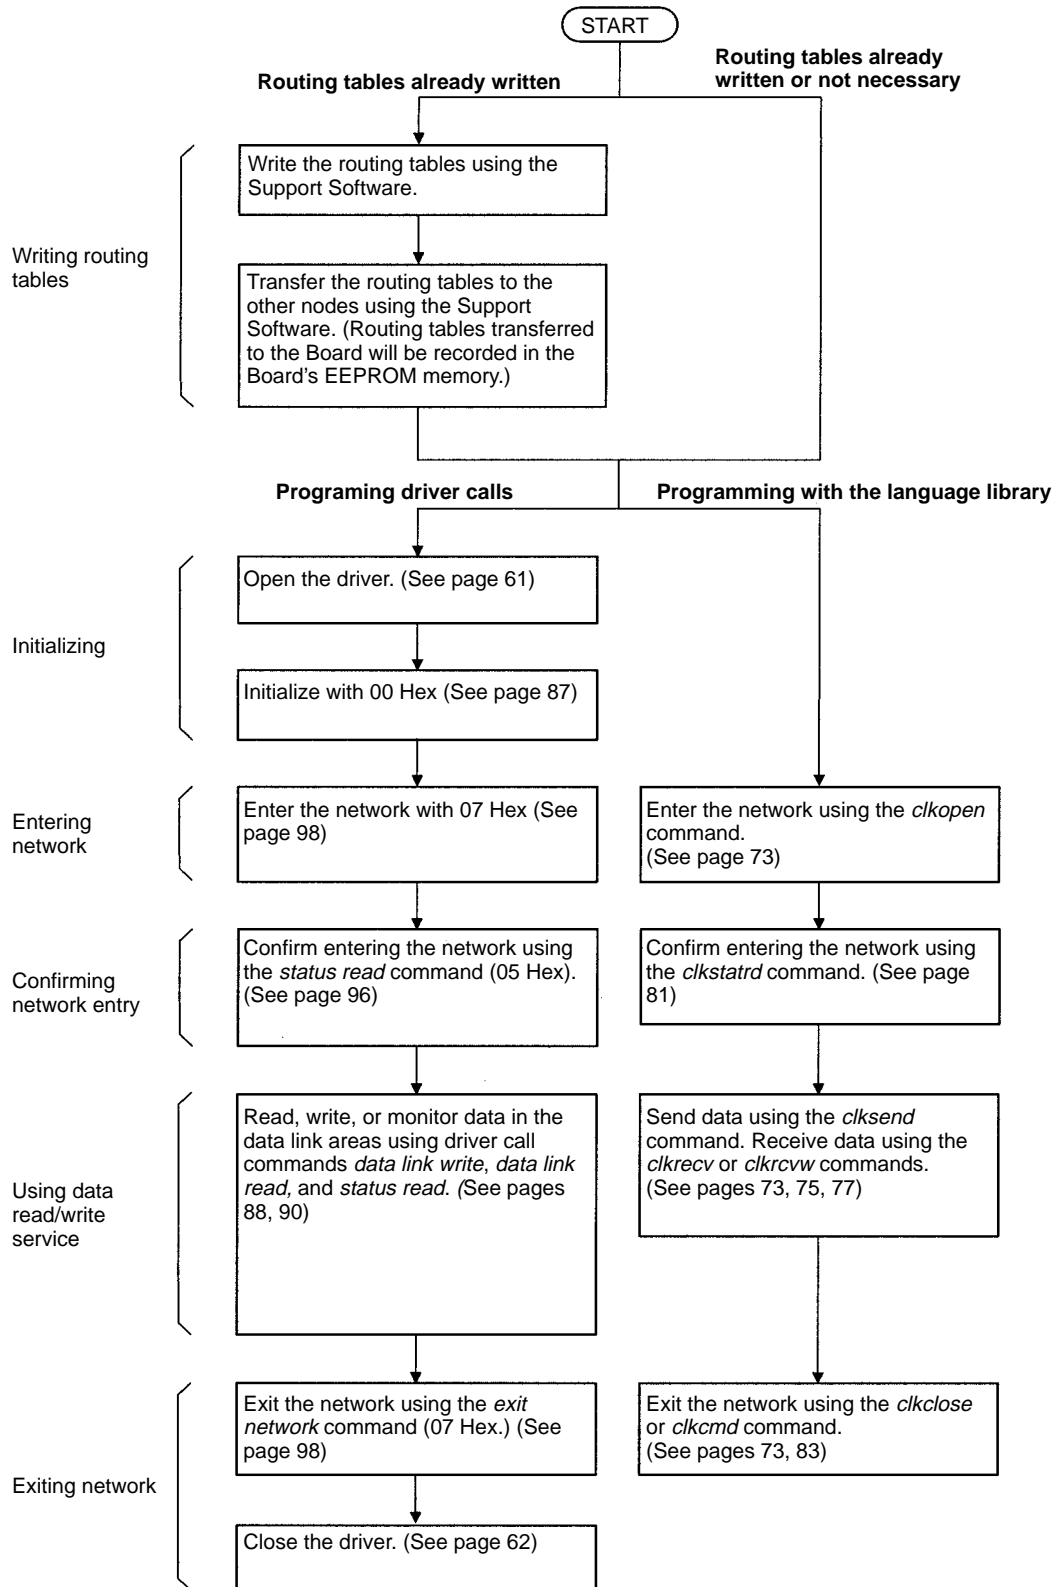 START
Routing tables already
written or not necessary
Routing tables already written
Write the routing tables using the
Support Software.
Writing routing
tables
Transfer the routing tables to the
other nodes using the Support
Software. (Routing tables transferred
to the Board will be recorded in the
Board's EEPROM memory.)
Programing driver calls
Programming with the language library
Open the driver. (See page 61)
Initializing
Initialize with 00 Hex (See page 87)
Entering
network
Enter the network with 07 Hex (See
page 98)
Enter the network using the clkopen
command.
(See page 73)
Confirming
network entry
Confirm entering the network using
the status read command (05 Hex).
(See page 96)
Confirm entering the network using
the clkstatrd command. (See page
81)
Using data
read/write
service
Read, write, or monitor data in the
data link areas using driver call
commands data link write, data link
read, and status read. (See pages
88, 90)
Send data using the clksend
command. Receive data using the
clkrecv or clkrcvw commands.
(See pages 73, 75, 77)
Exiting network
Exit the network using the exit
network command (07 Hex.) (See
page 98)
Exit the network using the clkclose
or clkcmd command.
(See pages 73, 83)
Close the driver. (See page 62)